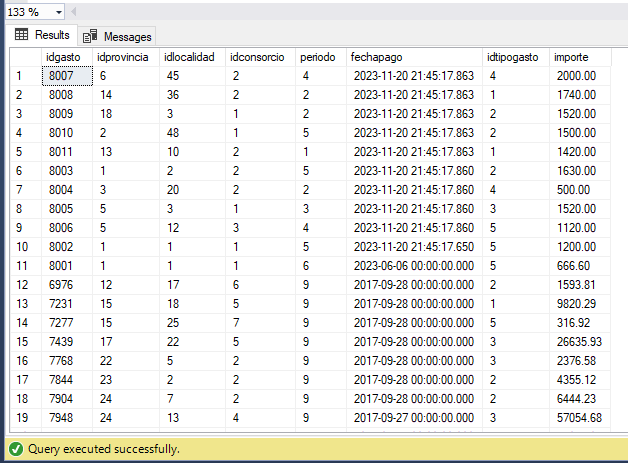 133 %
Results Messages
idgasto idprovincia idlocalidad idconsorcio periodo fechapago idtipogasto importe
1 8007 6 45 2 4 2023-11-20 21:45:17.863 4 2000.00
2 8008 14 36 2 2 2023-11-20 21:45:17.863 1 1740.00
3 8009 18 3 1 2 2023-11-20 21:45:17.863 2 1520.00
4 8010 2 48 1 5 2023-11-20 21:45:17.863 2 1500.00
5 8011 13 10 2 1 2023-11-20 21:45:17.863 1 1420.00
6 8003 1 2 2 5 2023-11-20 21:45:17.860 2 1630.00
7 8004 3 20 2 2 2023-11-20 21:45:17.860 4 500.00
8 8005 5 3 1 3 2023-11-20 21:45:17.860 3 1520.00
9 8006 5 12 3 4 2023-11-20 21:45:17.860 5 1120.00
10 8002 1 1 1 5 2023-11-20 21:45:17.650 5 1200.00
11 8001 1 1 1 6 2023-06-06 00:00:00.000 5 666.60
12 6976 12 17 6 9 2017-09-28 00:00:00.000 2 1593.81
13 7231 15 18 5 9 2017-09-28 00:00:00.000 1 9820.29
14 7277 15 25 7 9 2017-09-28 00:00:00.000 5 316.92
15 7439 17 22 5 9 2017-09-28 00:00:00.000 3 26635.93
16 7768 22 5 2 9 2017-09-28 00:00:00.000 3 2376.58
17 7844 23 2 2 9 2017-09-28 00:00:00.000 2 4355.12
18 7904 24 7 2 9 2017-09-28 00:00:00.000 2 6444.23
19 7948 24 13 4 9 2017-09-27 00:00:00.000 3 57054.68
Query executed successfully.